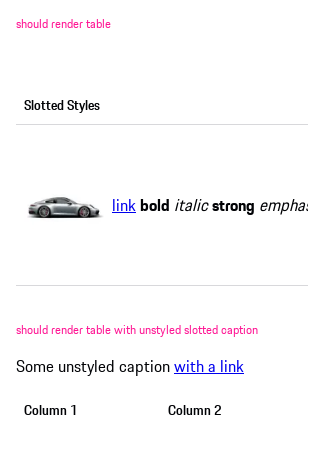 should render table
Slotted Styles
link bold italic strong emphas
should render table with unstyled slotted caption
Some unstyled caption with a link
Column 1 Column 2